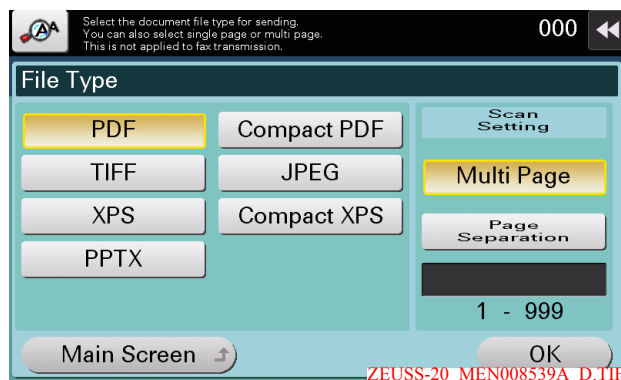 Select the document file type for sending.
You can also select single page or multi page.
This is not applied to fax transmission.
000
File Type
PDF
Compact PDF
TIFF
JPEG
XPS
Compact XPS
PPTX
Scan
Setting
Multi Page
Page
Separation
1 - 999
Main Screen
OK
ZEUSS-20_MEN008539A_D.TIF